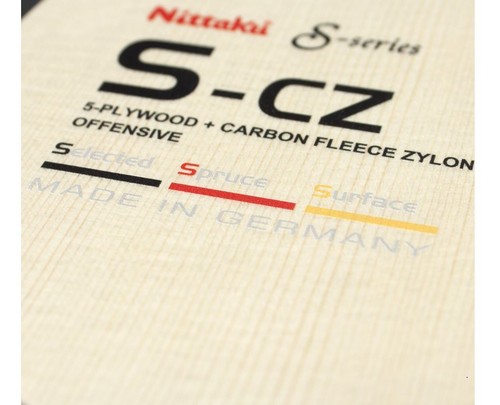 Nittaku S-series
S-CZ
5-PLYWOOD + CARBON FLEECE ZYLON
OFFENSIVE
Selected Spruce Surface
MADE IN GERMANY